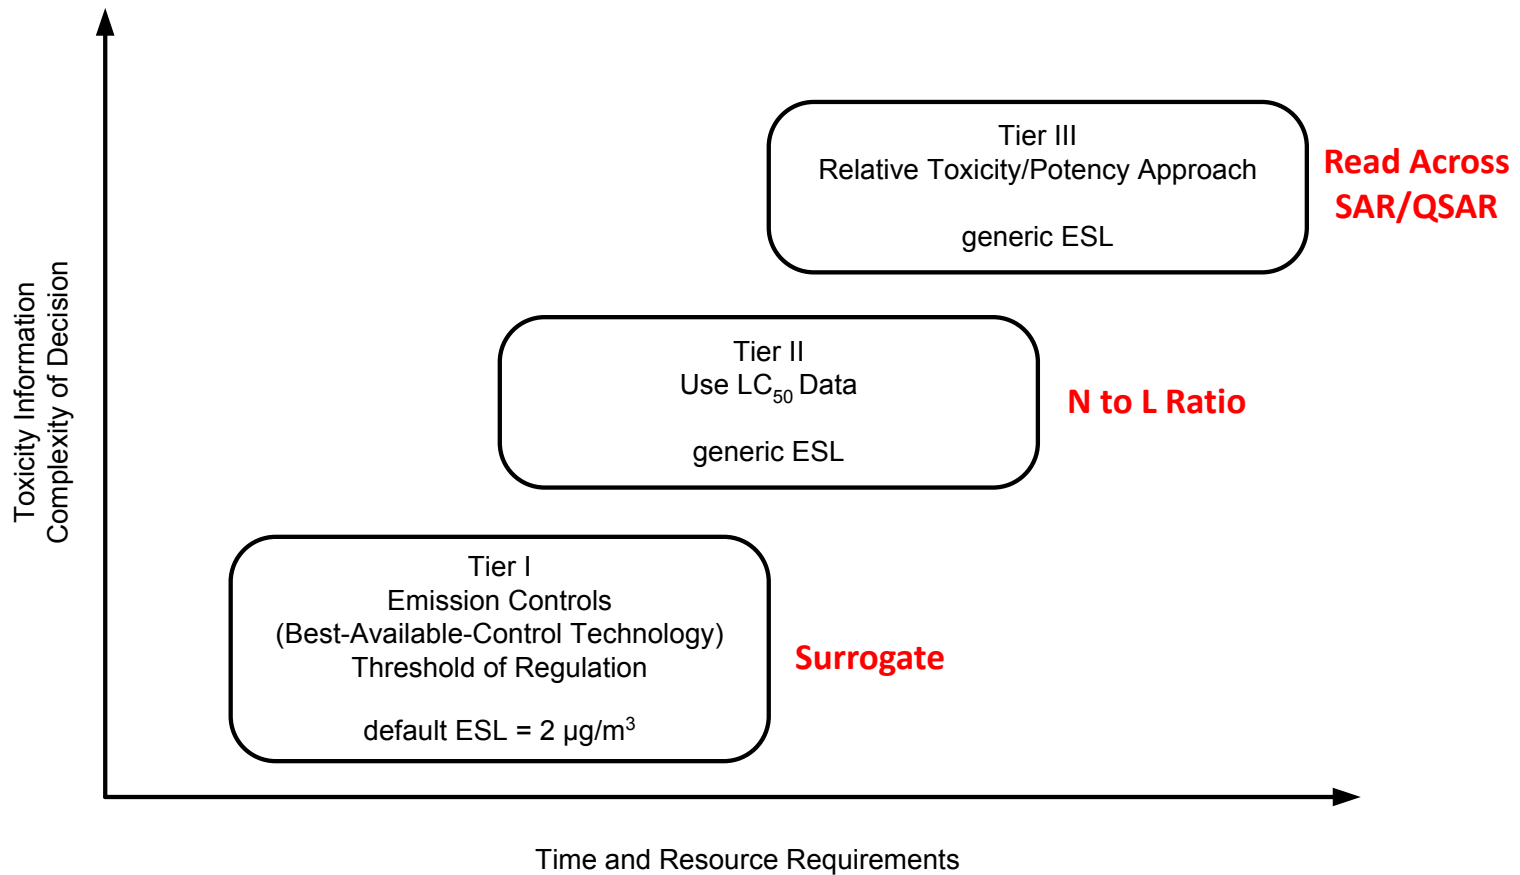 Tier III
Relative Toxicity/Potency Approach
generic ESL
Read Across
SAR/QSAR
Tier II
Use LC50 Data
generic ESL
N to L Ratio
Tier I
Emission Controls
(Best-Available-Control Technology)
Threshold of Regulation
default ESL = 2 µg/m³
Surrogate
Toxicity Information
Complexity of Decision
Time and Resource Requirements